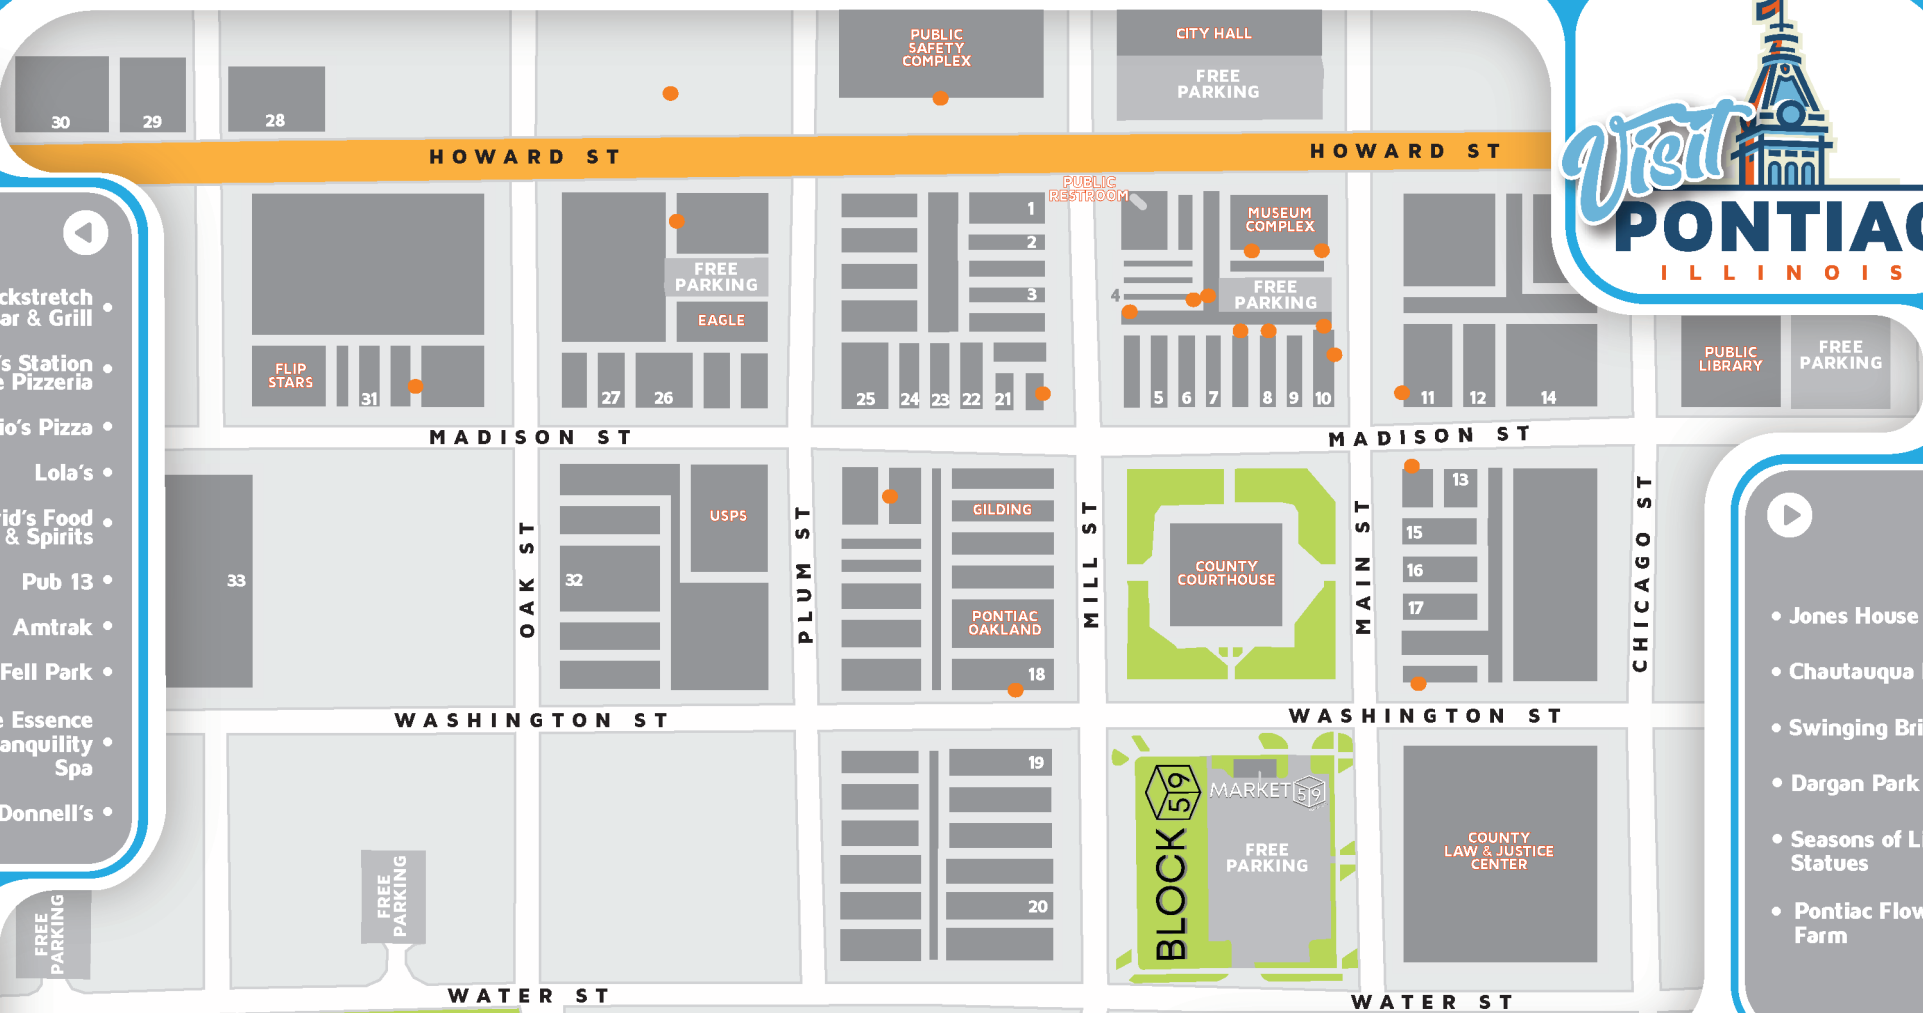 PUBLIC
SAFETY
COMPLEX
CITY HALL
FREE
PARKING
30
29
28
HOWARD ST
HOWARD ST
Visit
PONTIAC
ILLINOIS
PUBLIC
RESTROOM
1
2
3
4
MUSEUM
COMPLEX
FREE
PARKING
FREE
PARKING
EAGLE
FLIP
STARS
31
27
26
25
24
23
22
21
5
6
7
8
9
10
11
12
14
PUBLIC
LIBRARY
FREE
PARKING
ckstretch
ar & Grill
's Station
e Pizzeria
io's Pizza
Lola's
id's Food
& Spirits
Pub 13
Amtrak
Fell Park
e Essence
anquility
Spa
Donnell's
MADISON ST
MADISON ST
33
OAK ST
32
USPS
PLUM ST
GILDING
PONTIAC
OAKLAND
18
MILL ST
COUNTY
COURTHOUSE
MAIN ST
13
15
16
17
CHICAGO ST
Jones House
Chautauqua
Swinging Bri
Dargan Park
Seasons of Li
Statues
Pontiac Flow
Farm
WASHINGTON ST
WASHINGTON ST
19
20
BLOCK 59
MARKET 59
FREE
PARKING
COUNTY
LAW & JUSTICE
CENTER
FREE
PARKING
FREE
PARKING
WATER ST
WATER ST